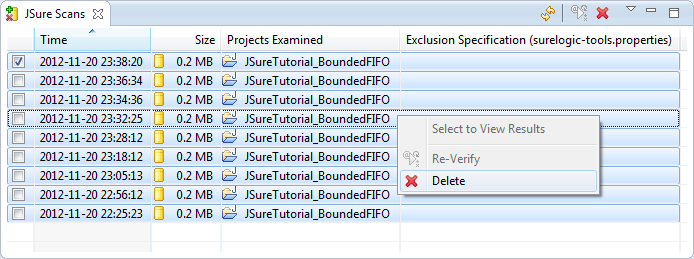 JSure Scans
Time Size Projects Examined Exclusion Specification (surelogic-tools.properties)
2012-11-20 23:38:20 0.2 MB JSureTutorial_BoundedFIFO
2012-11-20 23:36:34 0.2 MB JSureTutorial_BoundedFIFO
2012-11-20 23:34:36 0.2 MB JSureTutorial_BoundedFIFO
2012-11-20 23:32:25 0.2 MB JSureTutorial_BoundedFIFO
2012-11-20 23:28:12 0.2 MB JSureTutorial_BoundedFIFO
2012-11-20 23:18:12 0.2 MB JSureTutorial_BoundedFIFO
2012-11-20 23:05:13 0.2 MB JSureTutorial_BoundedFIFO
2012-11-20 22:56:12 0.2 MB JSureTutorial_BoundedFIFO
2012-11-20 22:25:23 0.2 MB JSureTutorial_BoundedFIFO
Select to View Results
Re-Verify
Delete